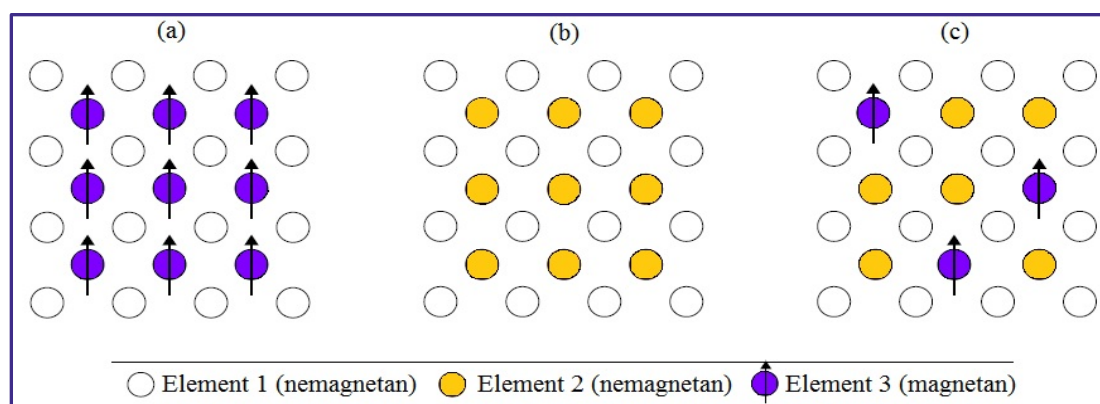 (a) (b) (c)
Element 1 (nemagnetan) Element 2 (nemagnetan) Element 3 (magnetan)